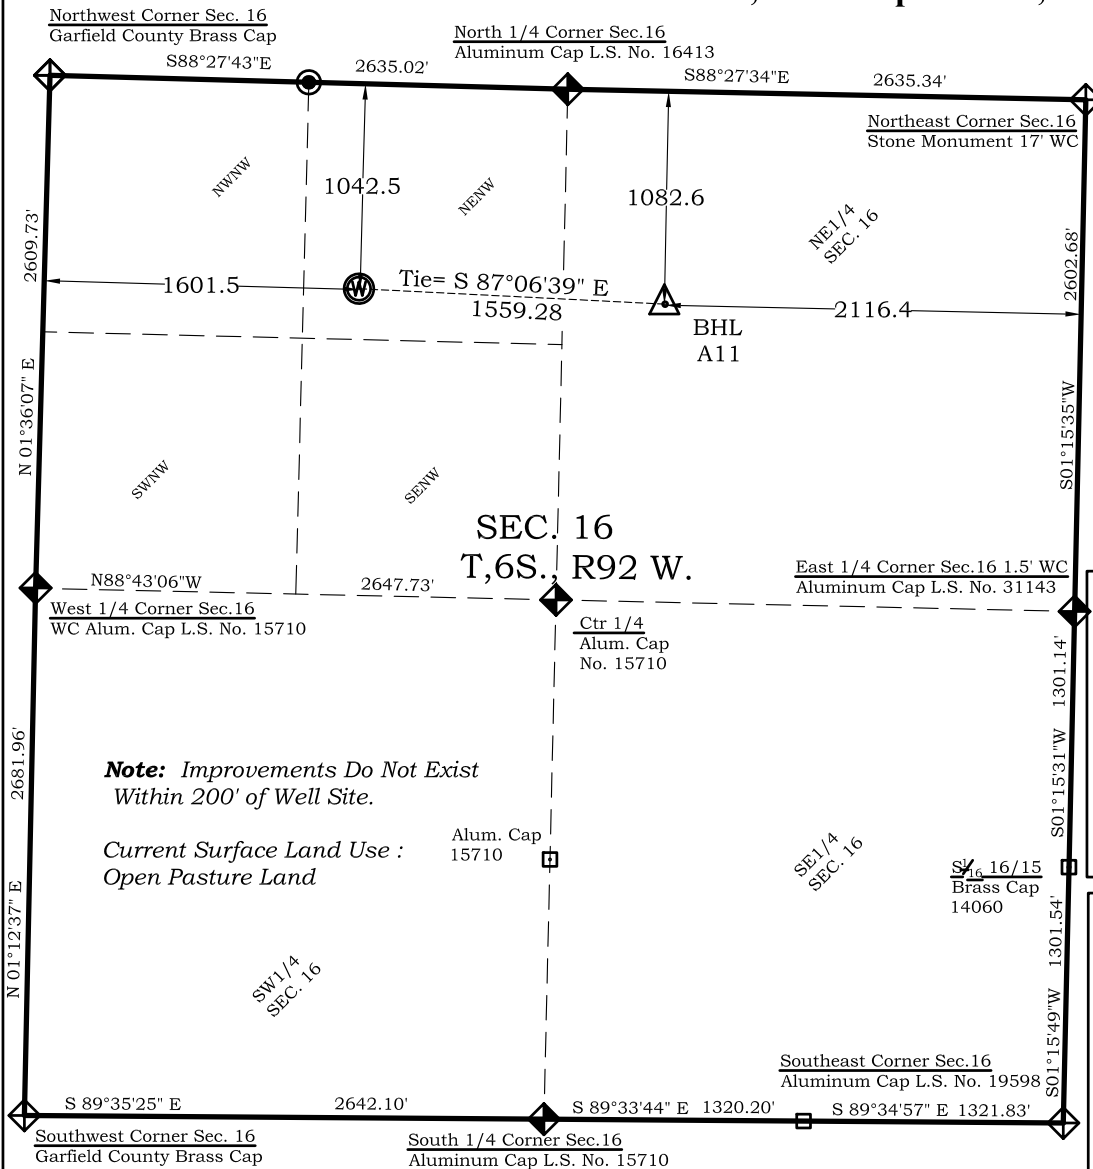 Northwest Corner Sec. 16
Garfield County Brass Cap
North 1/4 Corner Sec.16
Aluminum Cap L.S. No. 16413
S88°27'43"E
2635.02'
S88°27'34"E
2635.34'
Northeast Corner Sec.16
Stone Monument 17' WC
NWNW
1042.5
NENW
1082.6
NE1/4
SEC. 16
2609.73'
2602.68'
1601.5
W
Tie= S 87°06'39" E
1559.28
2116.4
BHL
A11
N 01°36'07" E
S01°15'35"W
SWNW
SENW
SEC. 16
T,6S., R92 W.
N88°43'06"W
2647.73'
East 1/4 Corner Sec.16 1.5' WC
Aluminum Cap L.S. No. 31143
West 1/4 Corner Sec.16
WC Alum. Cap L.S. No. 15710
Ctr 1/4
Alum. Cap
No. 15710
1301.14'
2681.96'
S01°15'31"W
Note: Improvements Do Not Exist
Within 200' of Well Site.
Current Surface Land Use :
Open Pasture Land
Alum. Cap
15710
SE1/4
SEC. 16
S 1/16 16/15
Brass Cap
14060
N 01°12'37" E
1301.54'
SW1/4
SEC. 16
S01°15'49"W
Southeast Corner Sec.16
Aluminum Cap L.S. No. 19598
S 89°35'25" E
2642.10'
S 89°33'44" E
1320.20'
S 89°34'57" E
1321.83'
Southwest Corner Sec. 16
Garfield County Brass Cap
South 1/4 Corner Sec.16
Aluminum Cap L.S. No. 15710